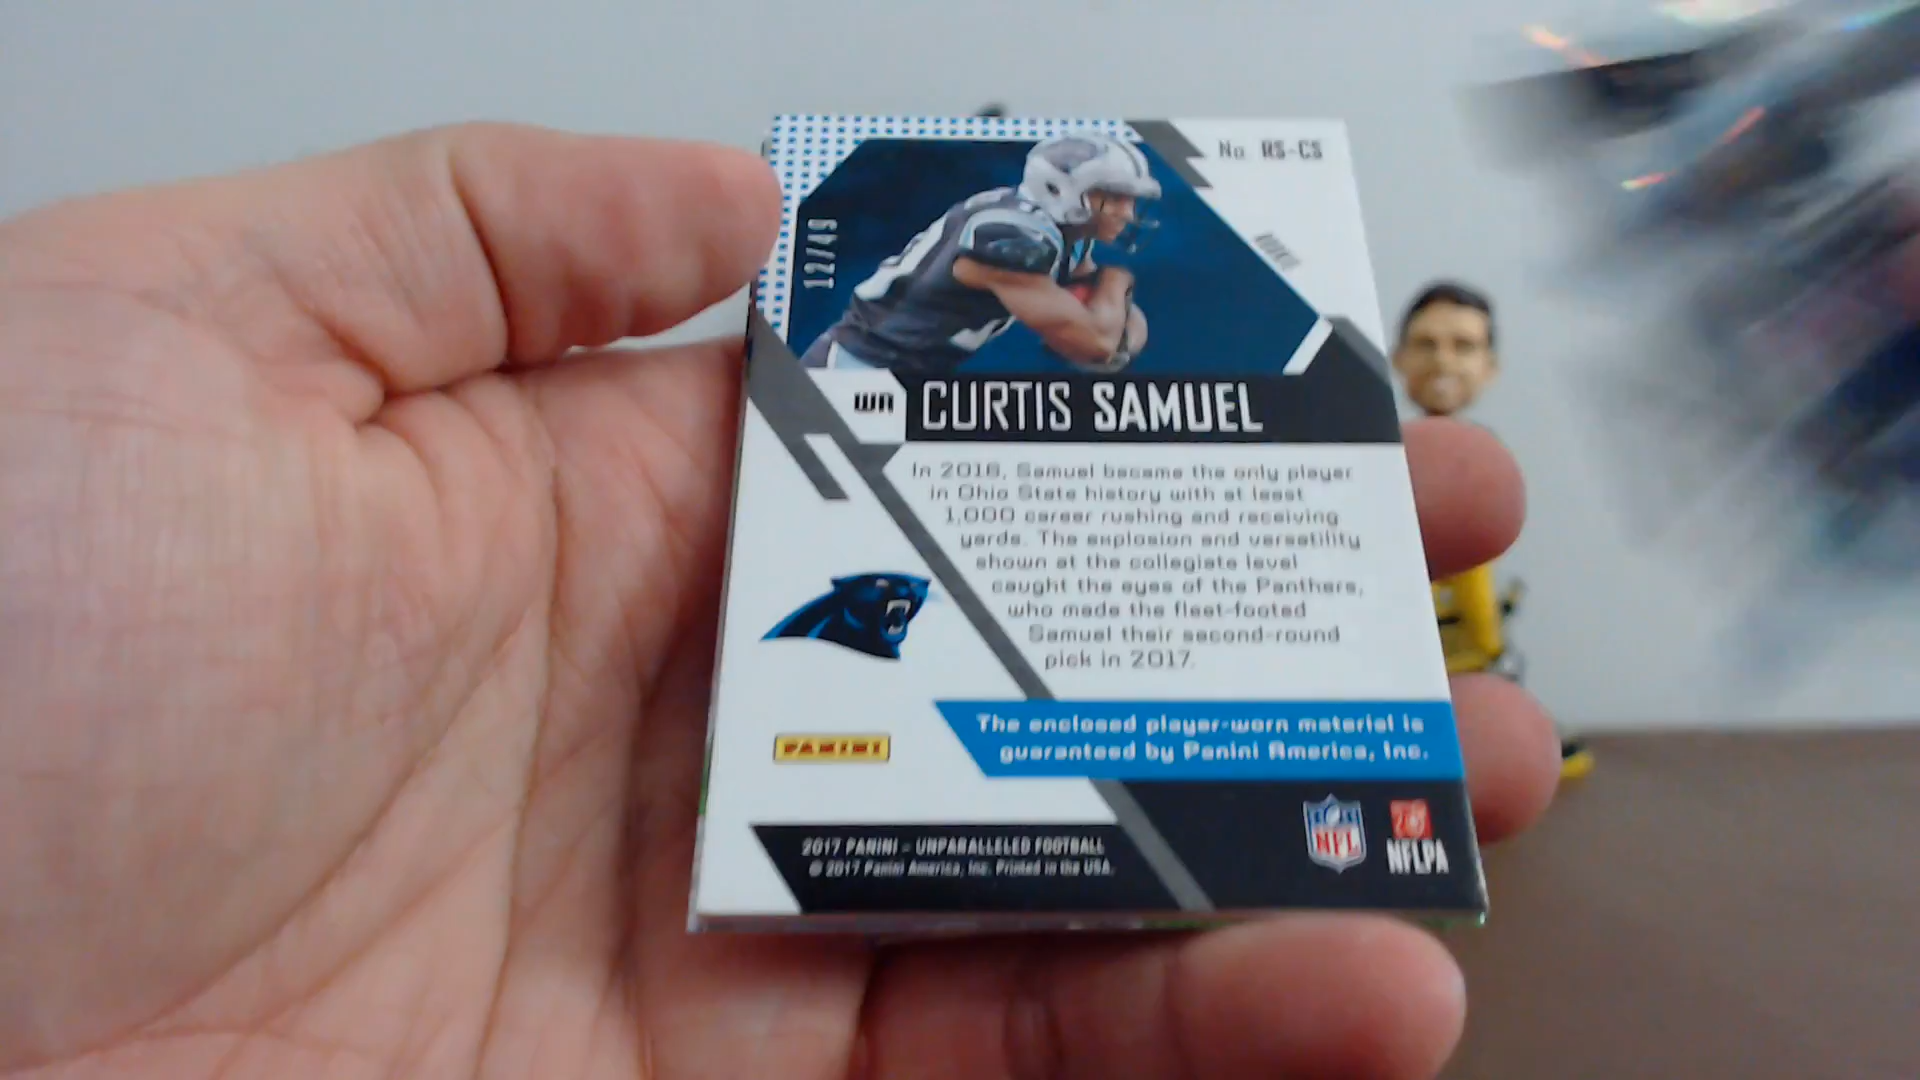 No. RS-CS
ROOKIE
12/49
WR
CURTIS SAMUEL
In 2016, Samuel became the only player
in Ohio State history with at least
1,000 career rushing and receiving
yards. The explosion and versatility
shown at the collegiate level
caught the eyes of the Panthers,
who made the fleet-footed
Samuel their second-round
pick in 2017.
The enclosed player-worn material is
guaranteed by Panini America, Inc.
PANINI
2017 PANINI - UNPARALLELED FOOTBALL
© 2017 Panini America, Inc. Printed in the USA.
NFL
NFLPA